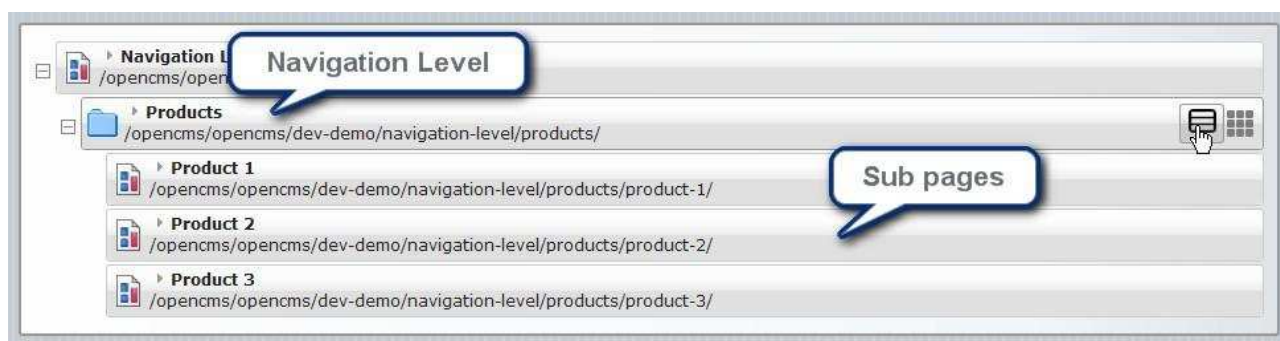 Navigation
/opencms/open
Navigation Level
Products
/opencms/opencms/dev-demo/navigation-level/products/
Product 1
/opencms/opencms/dev-demo/navigation-level/products/product-1/
Sub pages
Product 2
/opencms/opencms/dev-demo/navigation-level/products/product-2/
Product 3
/opencms/opencms/dev-demo/navigation-level/products/product-3/